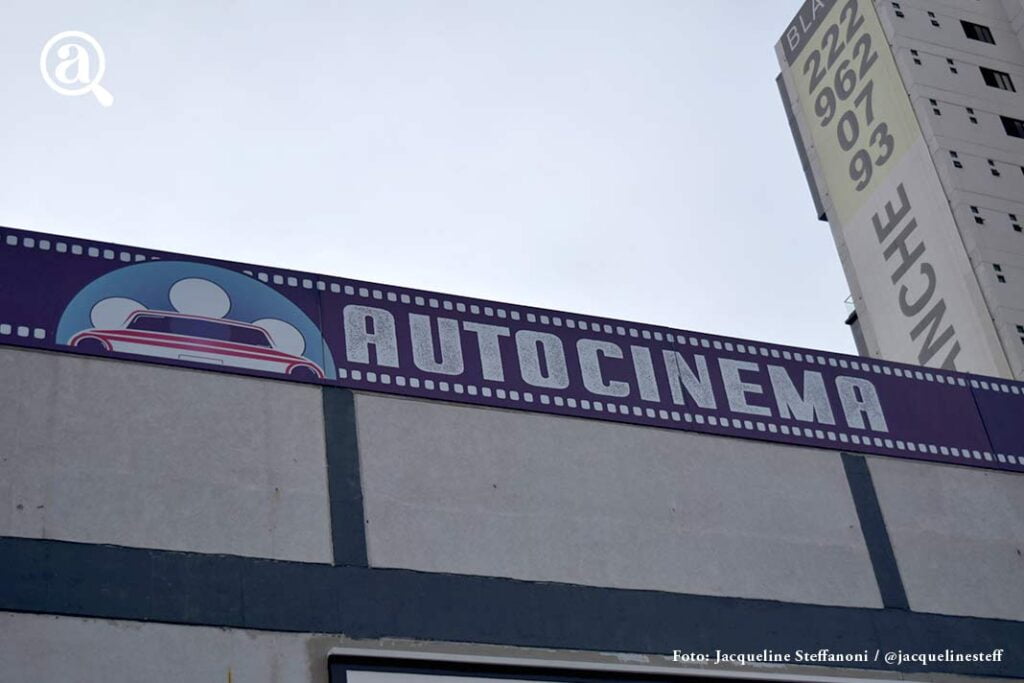 a
BLA
222
962
07
93
NCHE
AUTOCINEMA
Foto: Jacqueline Steffanoni / @jacquelinesteff